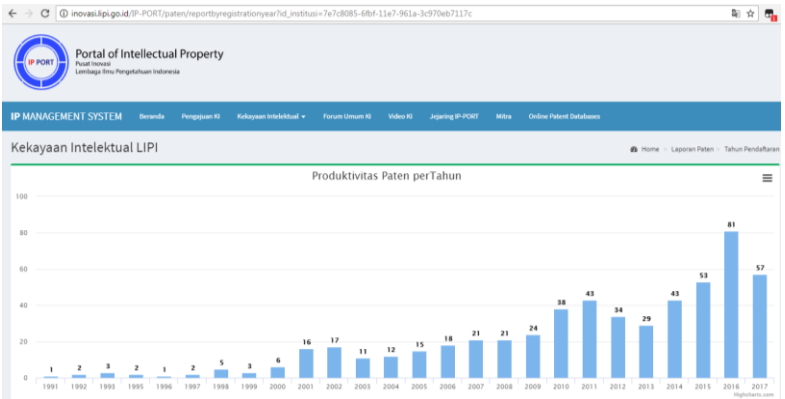 inovasi.lipi.go.id/IP-PORT/paten/reportbyregistrationyear?id_institusi=7e7c8085-6fbf-11e7-961a-3c970eb7117c
IP PORT
Portal of Intellectual Property
Pusat Inovasi
Lembaga Ilmu Pengetahuan Indonesia
IP MANAGEMENT SYSTEM Beranda Pengajuan KI Kekayaan Intelektual Forum Umum KI Video KI Jejaring IP-PORT Mitra Online Patent Databases
Kekayaan Intelektual LIPI
Home > Laporan Paten > Tahun Pendaftaran
Produktivitas Paten perTahun
100
80
60
40
20
0
1 2 3 2 1 2 5 3 6 16 17 11 12 15 18 21 21 24 38 43 34 29 43 53 81 57
1991 1992 1993 1995 1996 1997 1998 1999 2000 2001 2002 2003 2004 2005 2006 2007 2008 2009 2010 2011 2012 2013 2014 2015 2016 2017
Highcharts.com